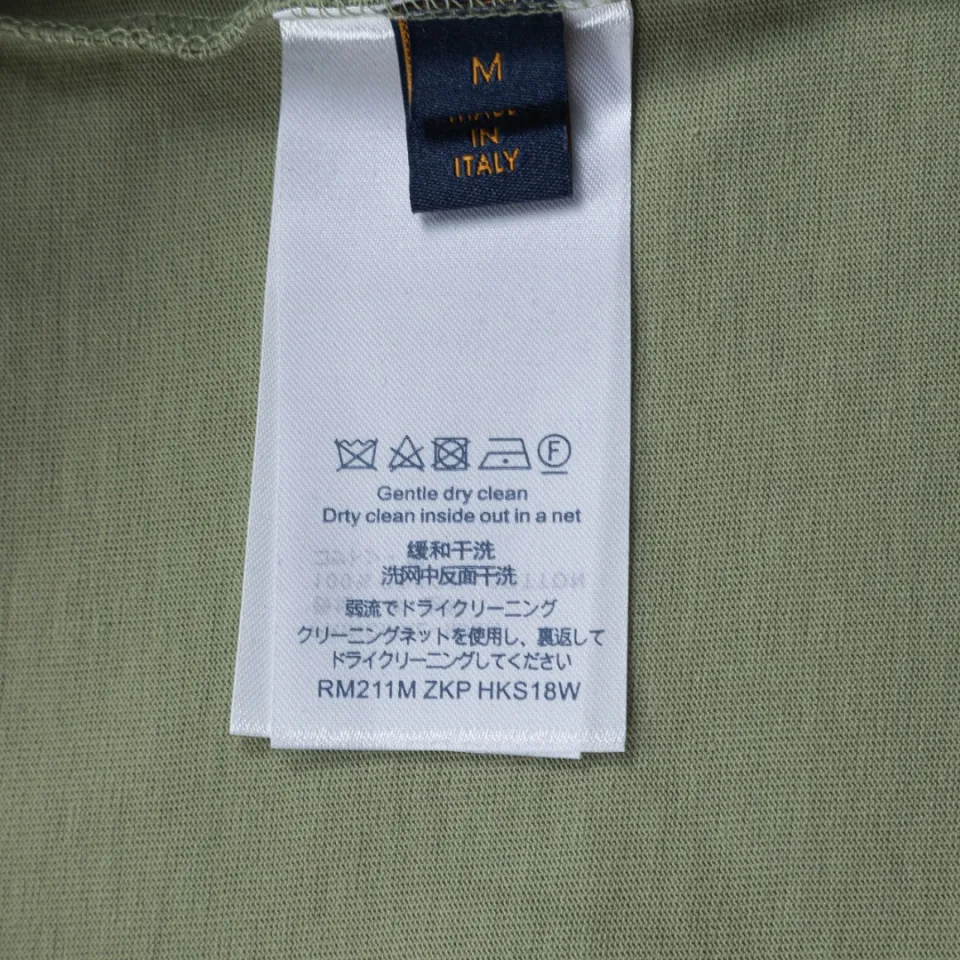 M
MADE
IN
ITALY
F
Gentle dry clean
Drty clean inside out in a net
缓和干洗
洗网中反面干洗
弱流でドライクリーニング
クリーニングネットを使用し、裏返して
ドライクリーニングしてください
RM211M ZKP HKS18W